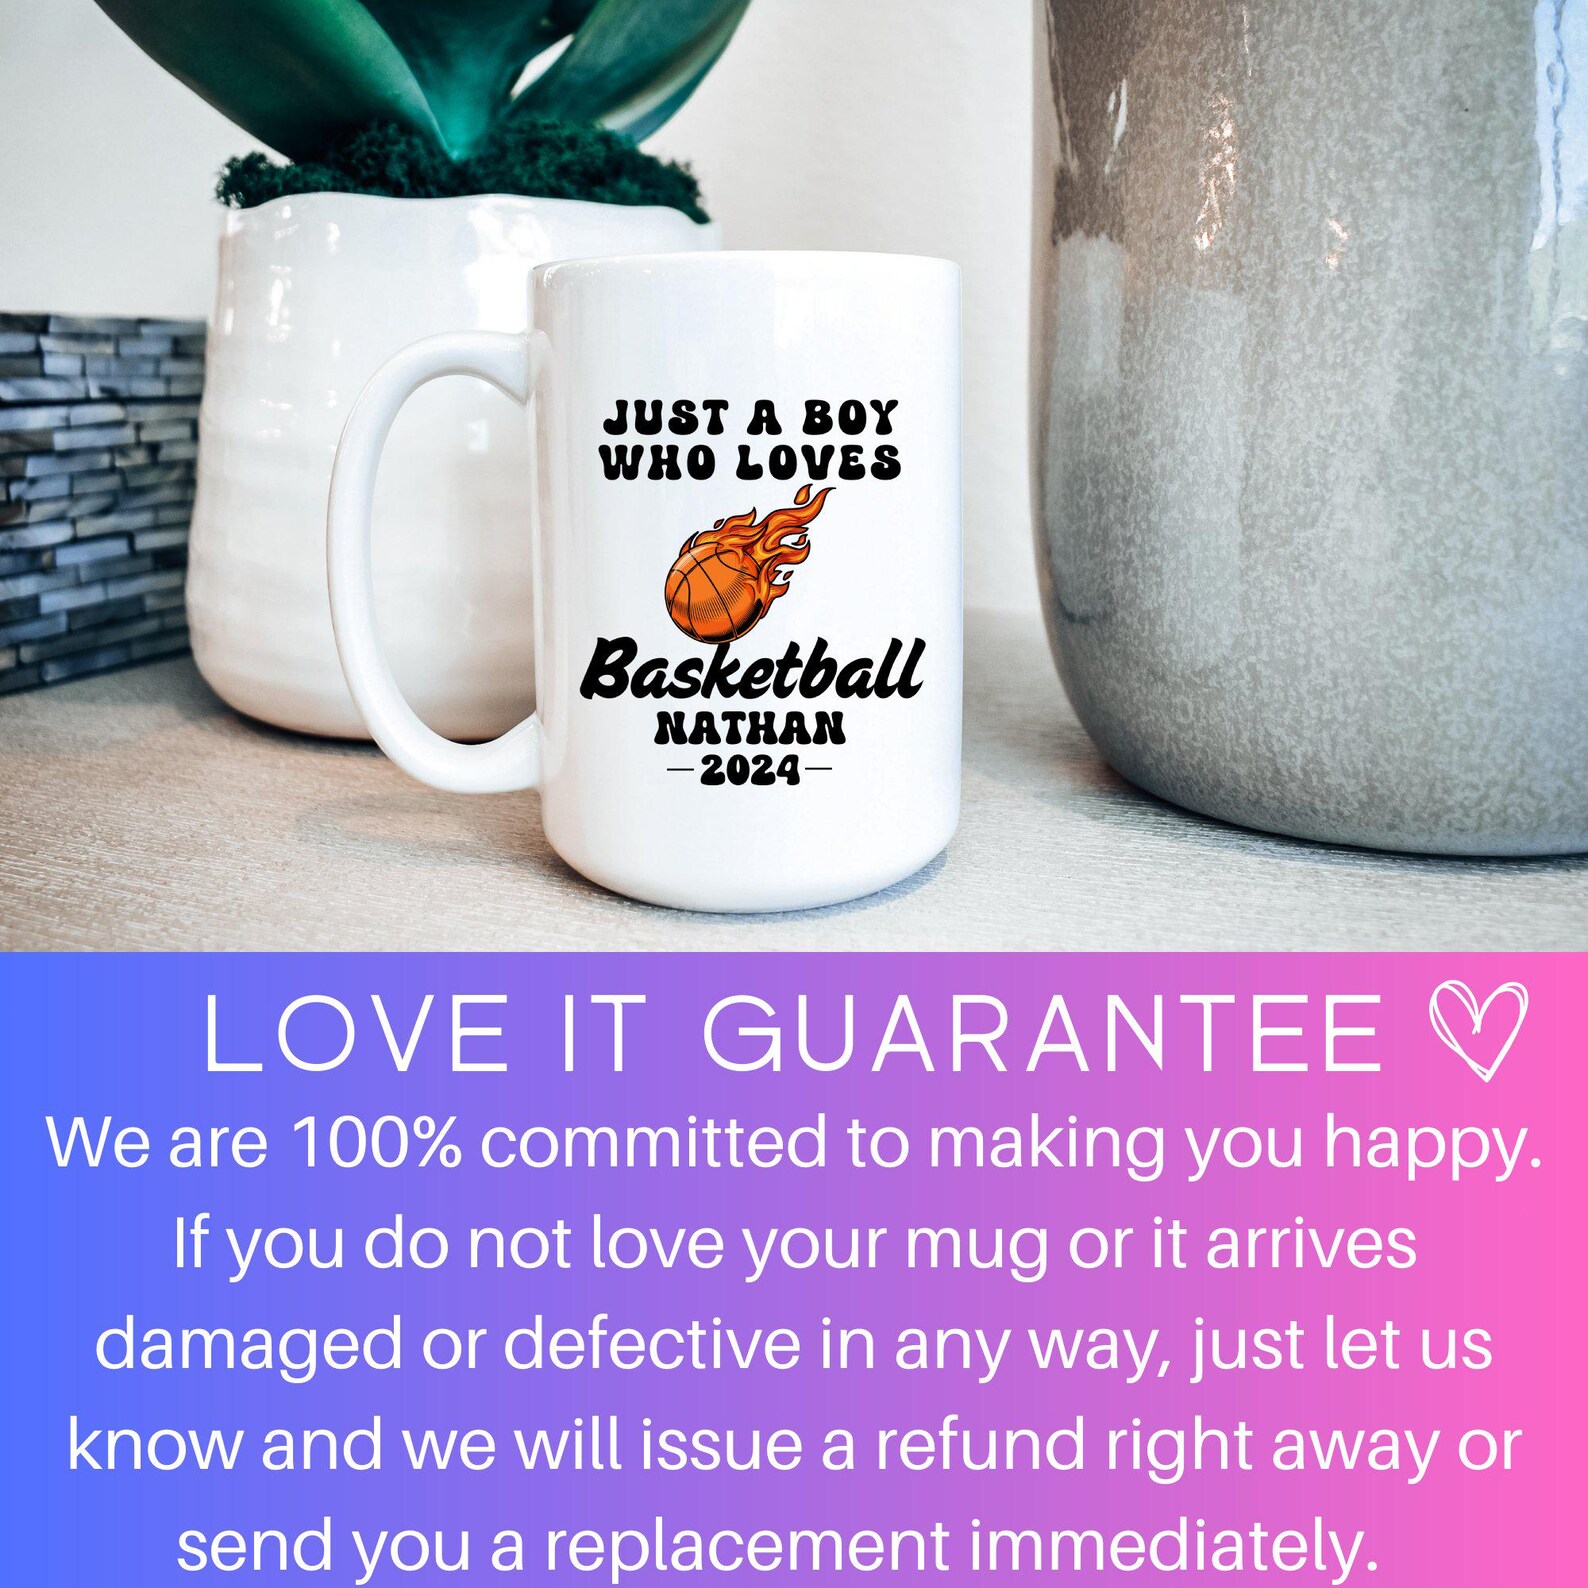 JUST A BOY
WHO LOVES
Basketball
NATHAN
—2024—
LOVE IT GUARANTEE
We are 100% committed to making you happy.
If you do not love your mug or it arrives
damaged or defective in any way, just let us
know and we will issue a refund right away or
send you a replacement immediately.